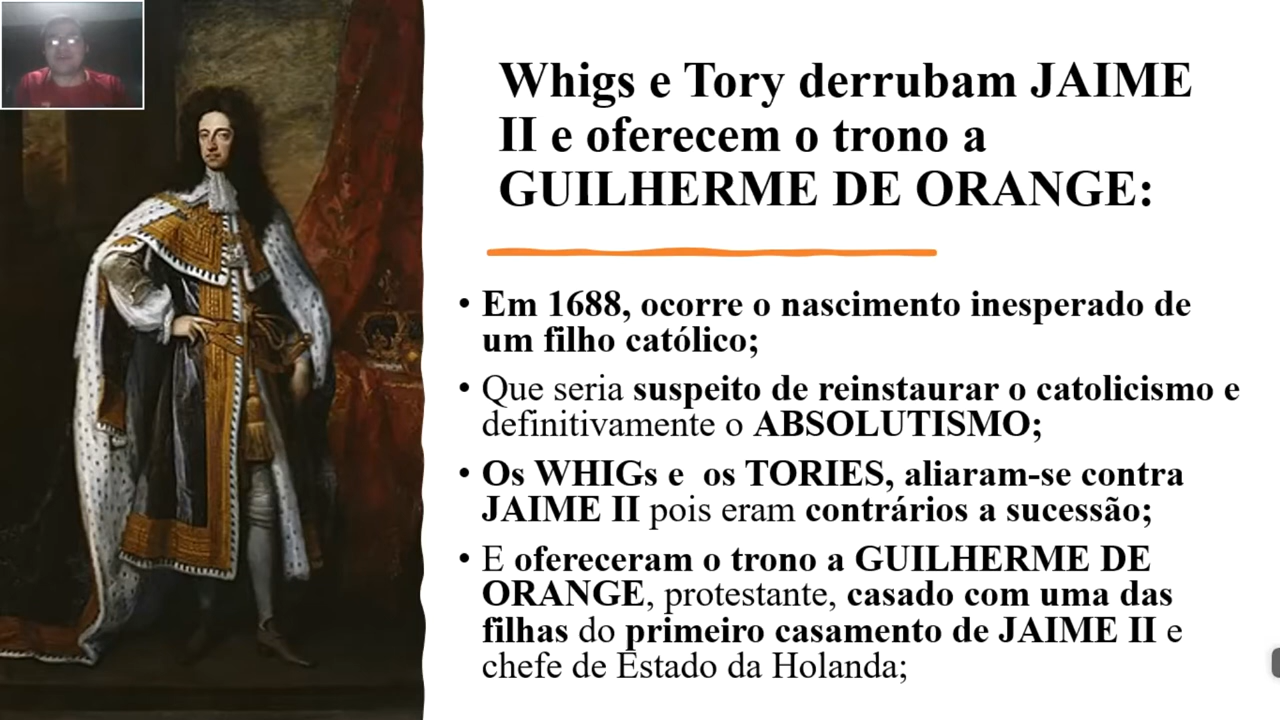 Whigs e Tory derrubam JAIME
II e oferecem o trono a
GUILHERME DE ORANGE:
• Em 1688, ocorre o nascimento inesperado de
um filho católico;
• Que seria suspeito de reinstaurar o catolicismo e
definitivamente o ABSOLUTISMO;
• Os WHIGs e os TORIES, aliaram-se contra
JAIME II pois eram contrários a sucessão;
• E ofereceram o trono a GUILHERME DE
ORANGE, protestante, casado com uma das
filhas do primeiro casamento de JAIME II e
chefe de Estado da Holanda;